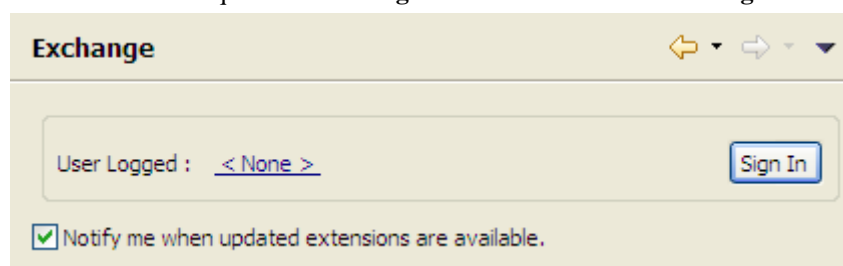 Exchange
User Logged : < None > Sign In
Notify me when updated extensions are available.